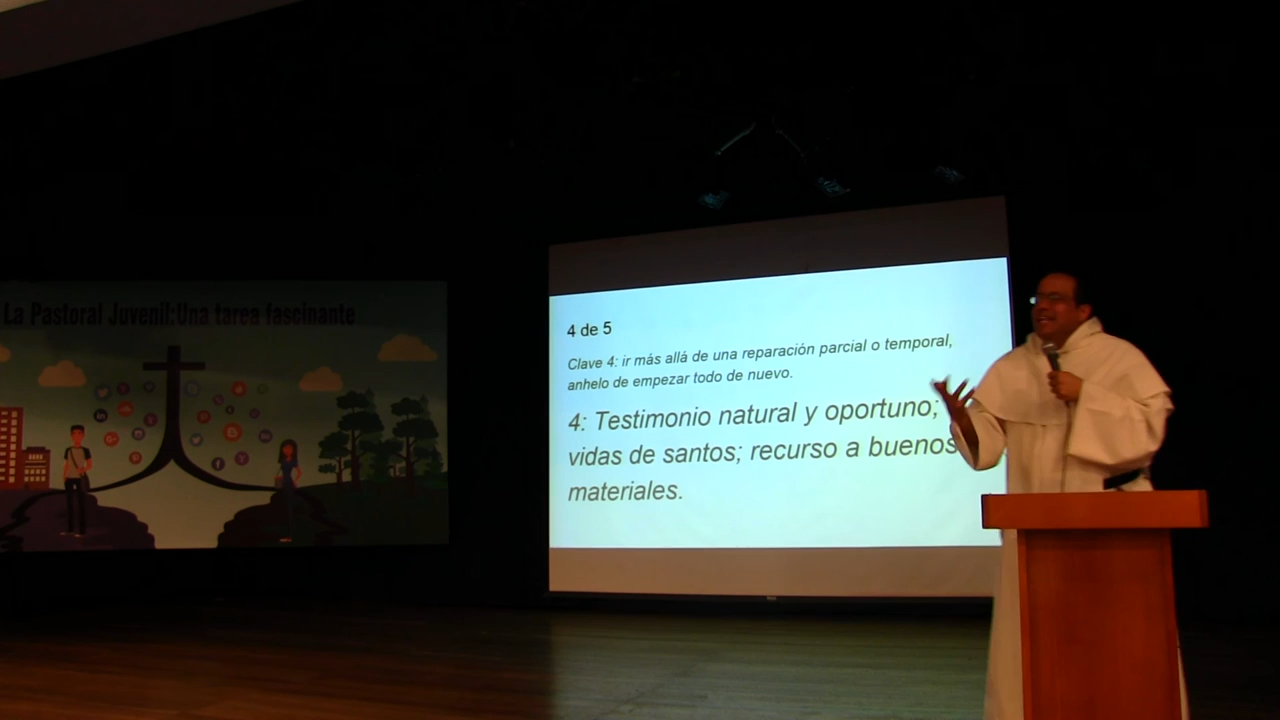 La Pastoral Juvenil:Una tarea fascinante
4 de 5
Clave 4: ir más allá de una reparación parcial o temporal,
anhelo de empezar todo de nuevo.
4: Testimonio natural y oportuno;
vidas de santos; recurso a buenos
materiales.